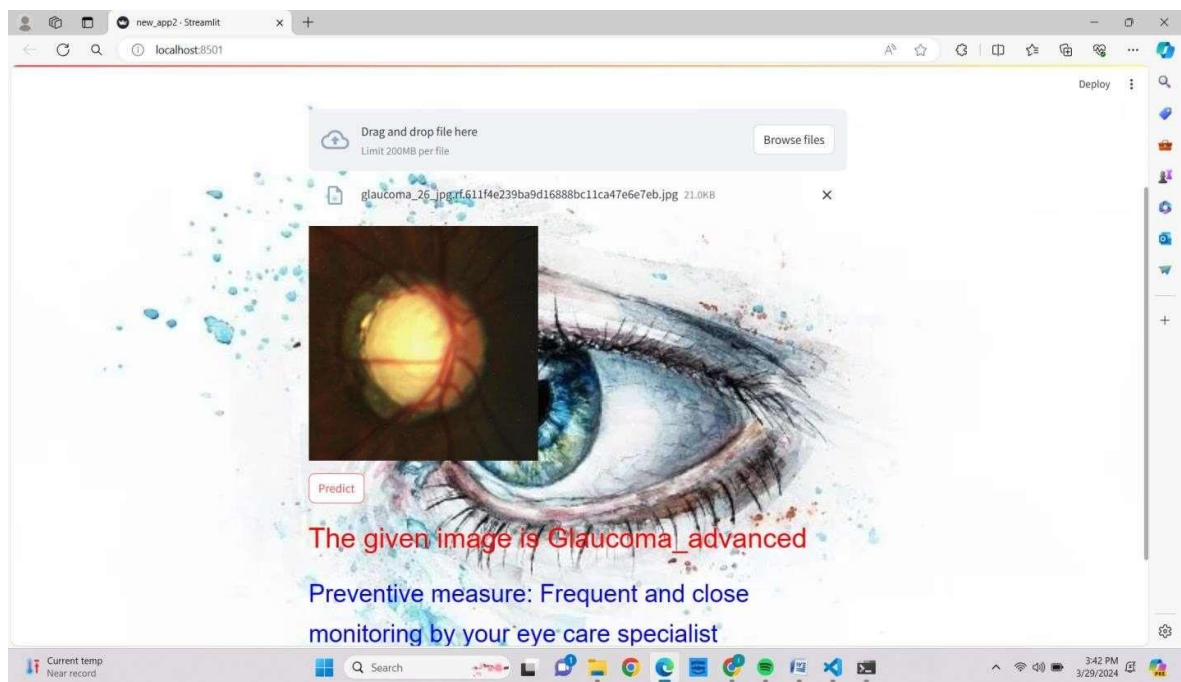 new_app2 · Streamlit
localhost:8501
Deploy
Drag and drop file here
Limit 200MB per file
Browse files
glaucoma_26_jpg.rf.611f4e239ba9d16888bc11ca47e6e7eb.jpg 21.0KB
Predict
The given image is Glaucoma_advanced
Preventive measure: Frequent and close
monitoring by your eye care specialist
Current temp
Near record
Search
3:42 PM
3/29/2024